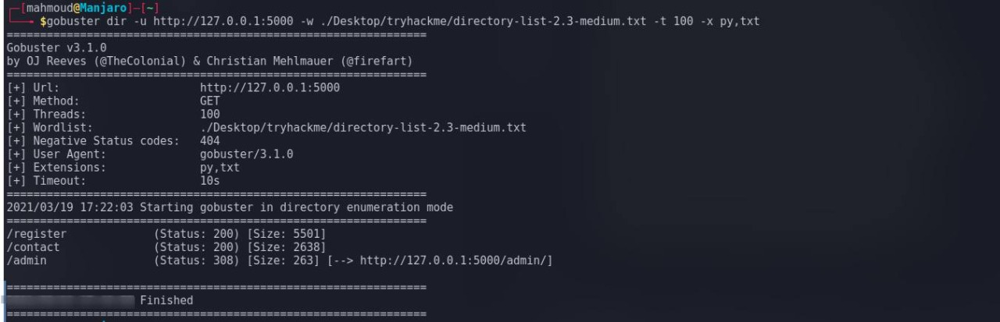 ┌─[mahmoud@Manjaro]─[~]
└──╼ $gobuster dir -u http://127.0.0.1:5000 -w ./Desktop/tryhackme/directory-list-2.3-medium.txt -t 100 -x py,txt
===============================================================
Gobuster v3.1.0
by OJ Reeves (@TheColonial) & Christian Mehlmauer (@firefart)
===============================================================
[+] Url:                     http://127.0.0.1:5000
[+] Method:                  GET
[+] Threads:                 100
[+] Wordlist:                ./Desktop/tryhackme/directory-list-2.3-medium.txt
[+] Negative Status codes:   404
[+] User Agent:              gobuster/3.1.0
[+] Extensions:              py,txt
[+] Timeout:                 10s
===============================================================
2021/03/19 17:22:03 Starting gobuster in directory enumeration mode
===============================================================
/register             (Status: 200) [Size: 5501]
/contact              (Status: 200) [Size: 2638]
/admin                (Status: 308) [Size: 263] [--> http://127.0.0.1:5000/admin/]
===============================================================
Finished
===============================================================